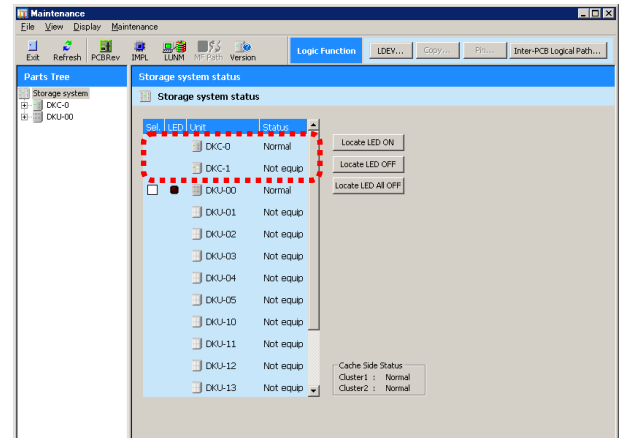 Maintenance
File View Display Maintenance
Exit Refresh PCBRev IMPL LUNM MF Path Version Logic Function LDEV... Copy... Pin... Inter-PCB Logical Path...
Parts Tree
Storage system
DKC-0
DKU-00
Storage system status
Storage system status
Sel. LED Unit Status
DKC-0 Normal
DKC-1 Not equip
DKU-00 Normal
DKU-01 Not equip
DKU-02 Not equip
DKU-03 Not equip
DKU-04 Not equip
DKU-05 Not equip
DKU-10 Not equip
DKU-11 Not equip
DKU-12 Not equip
DKU-13 Not equip
Locate LED ON
Locate LED OFF
Locate LED All OFF
Cache Side Status
Cluster1 : Normal
Cluster2 : Normal